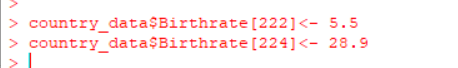 >
> country_data$Birthrate[222]<- 5.5
> country_data$Birthrate[224]<- 28.9
>